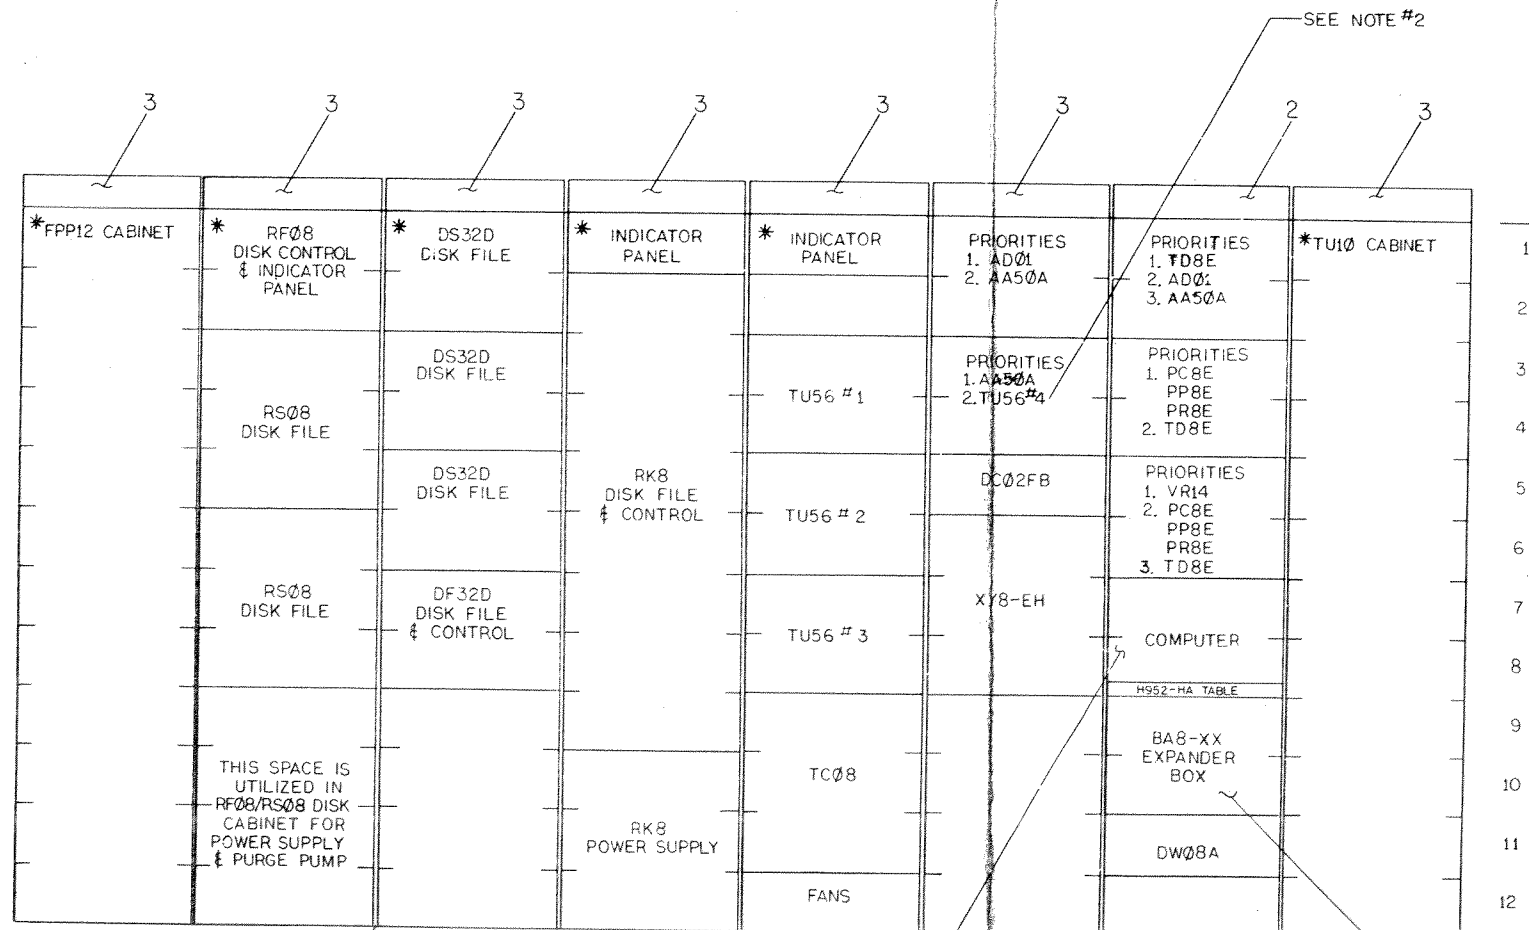 SEE NOTE #2
3
3
3
3
3
3
2
3
*FPP12 CABINET
* RFØ8
DISK CONTROL
& INDICATOR
PANEL
RSØ8
DISK FILE
RSØ8
DISK FILE
THIS SPACE IS
UTILIZED IN
RFØ8/RSØ8 DISK
CABINET FOR
POWER SUPPLY
& PURGE PUMP
* DS32D
DISK FILE
DS32D
DISK FILE
DS32D
DISK FILE
DF32D
DISK FILE
& CONTROL
* INDICATOR
PANEL
RK8
DISK FILE
& CONTROL
RK8
POWER SUPPLY
* INDICATOR
PANEL
TU56 #1
TU56 #2
TU56 #3
TCØ8
FANS
PRIORITIES
1. ADØ1
2. AA5ØA
PRIORITIES
1. AA5ØA
2. TU56#4
DCØ2FB
XY8-EH
PRIORITIES
1. TD8E
2. ADØ1
3. AA5ØA
PRIORITIES
1. PC8E
PP8E
PR8E
2. TD8E
PRIORITIES
1. VR14
2. PC8E
PP8E
PR8E
3. TD8E
COMPUTER
H952-HA TABLE
BA8-XX
EXPANDER
BOX
DWØ8A
*TU1Ø CABINET
1
2
3
4
5
6
7
8
9
10
11
12